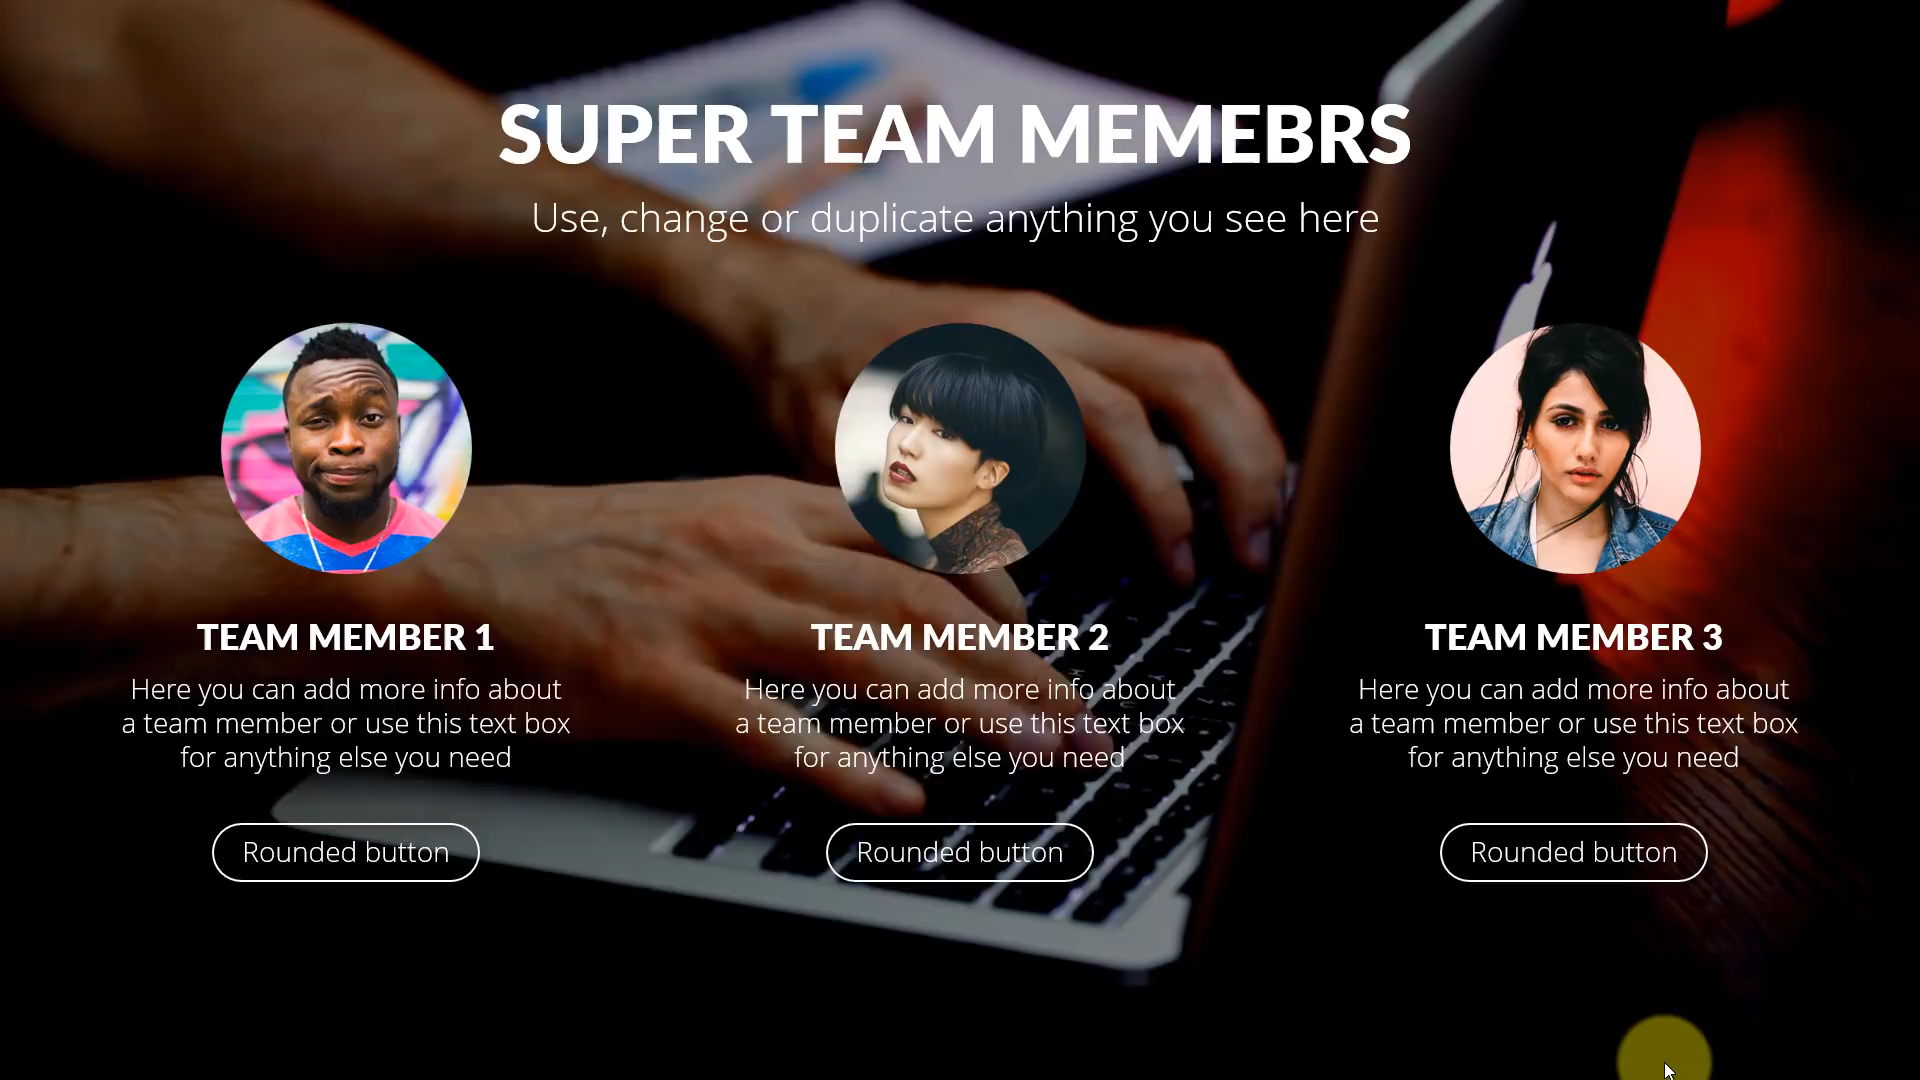 SUPER TEAM MEMEBRS
Use, change or duplicate anything you see here
TEAM MEMBER 1
Here you can add more info about
a team member or use this text box
for anything else you need
Rounded button
TEAM MEMBER 2
Here you can add more info about
a team member or use this text box
for anything else you need
Rounded button
TEAM MEMBER 3
Here you can add more info about
a team member or use this text box
for anything else you need
Rounded button